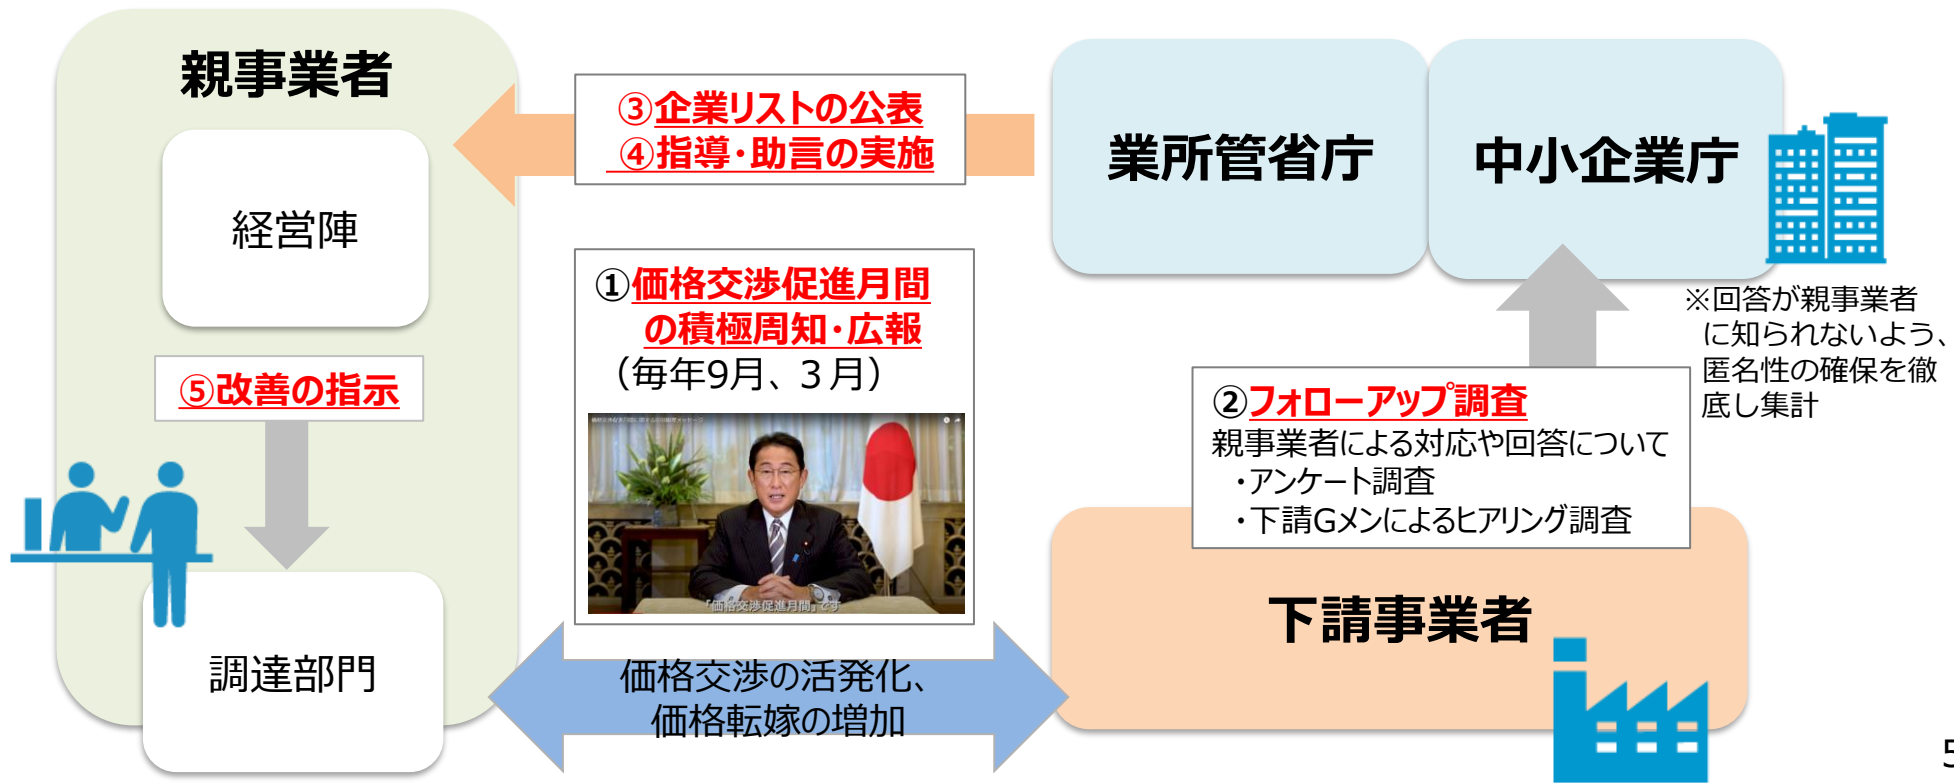 親事業者
経営陣
⑤改善の指示
調達部門
③企業リストの公表
④指導・助言の実施
①価格交渉促進月間
の積極周知・広報
（毎年9月、３月）
「価格交渉促進月間」です
価格交渉の活発化、
価格転嫁の増加
業所管省庁
中小企業庁
※回答が親事業者
に知られないよう、
匿名性の確保を徹
底し集計
②フォローアップ調査
親事業者による対応や回答について
・アンケート調査
・下請Gメンによるヒアリング調査
下請事業者